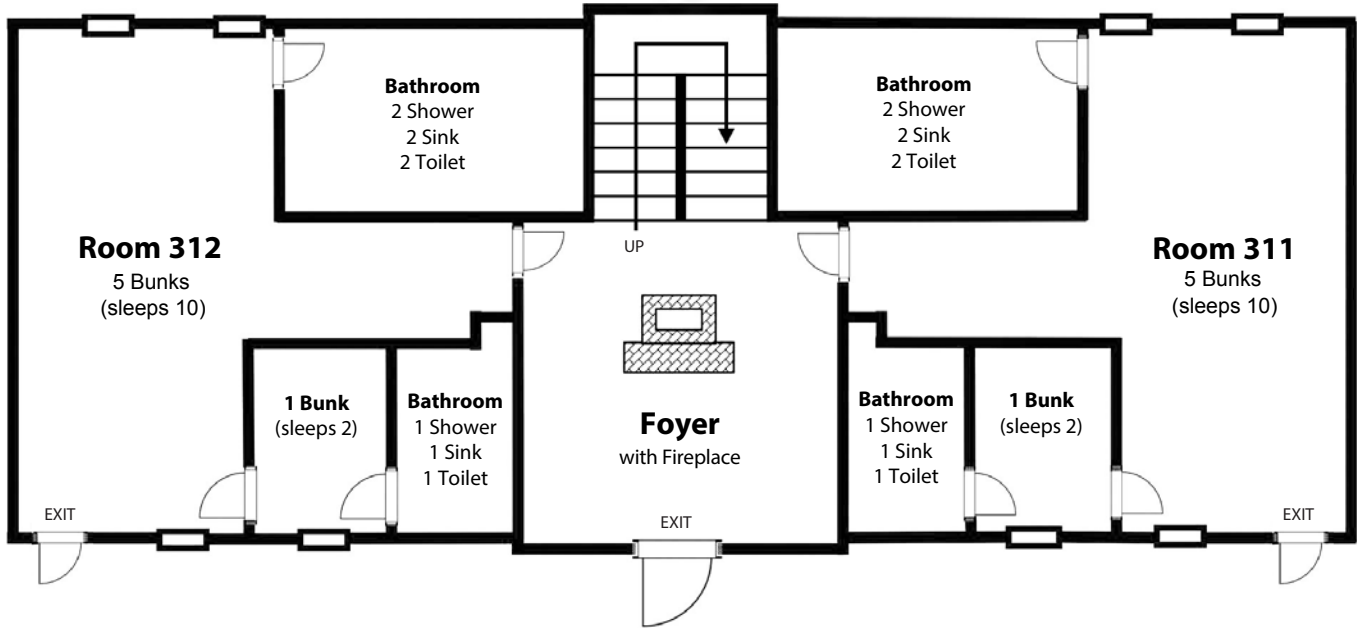 Bathroom
2 Shower
2 Sink
2 Toilet
Bathroom
2 Shower
2 Sink
2 Toilet
UP
Room 312
5 Bunks
(sleeps 10)
Room 311
5 Bunks
(sleeps 10)
1 Bunk
(sleeps 2)
Bathroom
1 Shower
1 Sink
1 Toilet
Foyer
with Fireplace
Bathroom
1 Shower
1 Sink
1 Toilet
1 Bunk
(sleeps 2)
EXIT
EXIT
EXIT